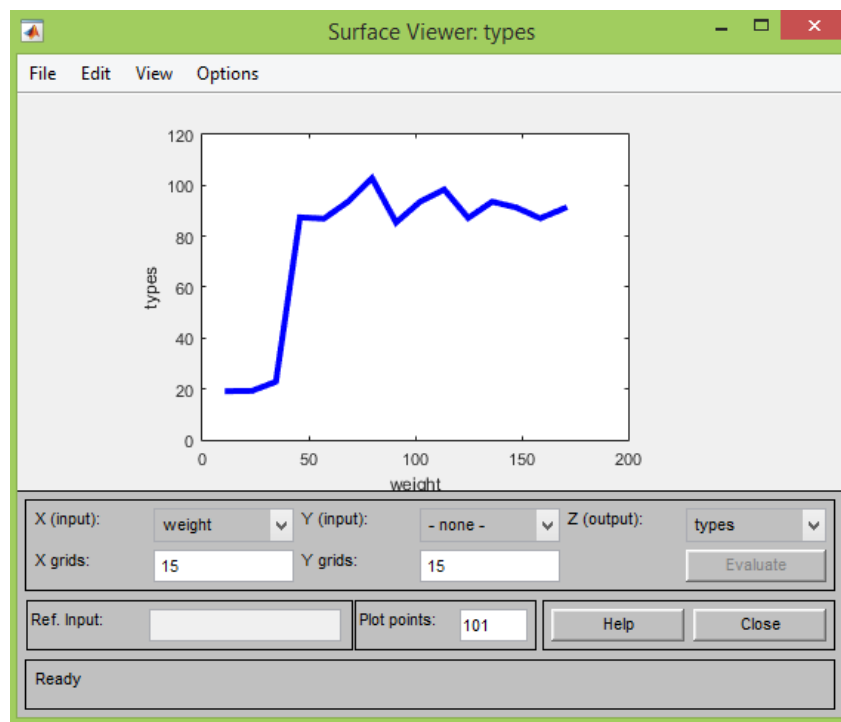 Surface Viewer: types
File Edit View Options
120
100
80
60
40
20
0
types
0 50 100 150 200
weight
X (input): weight Y (input): - none - Z (output): types
X grids: 15 Y grids: 15 Evaluate
Ref. Input: Plot points: 101 Help Close
Ready